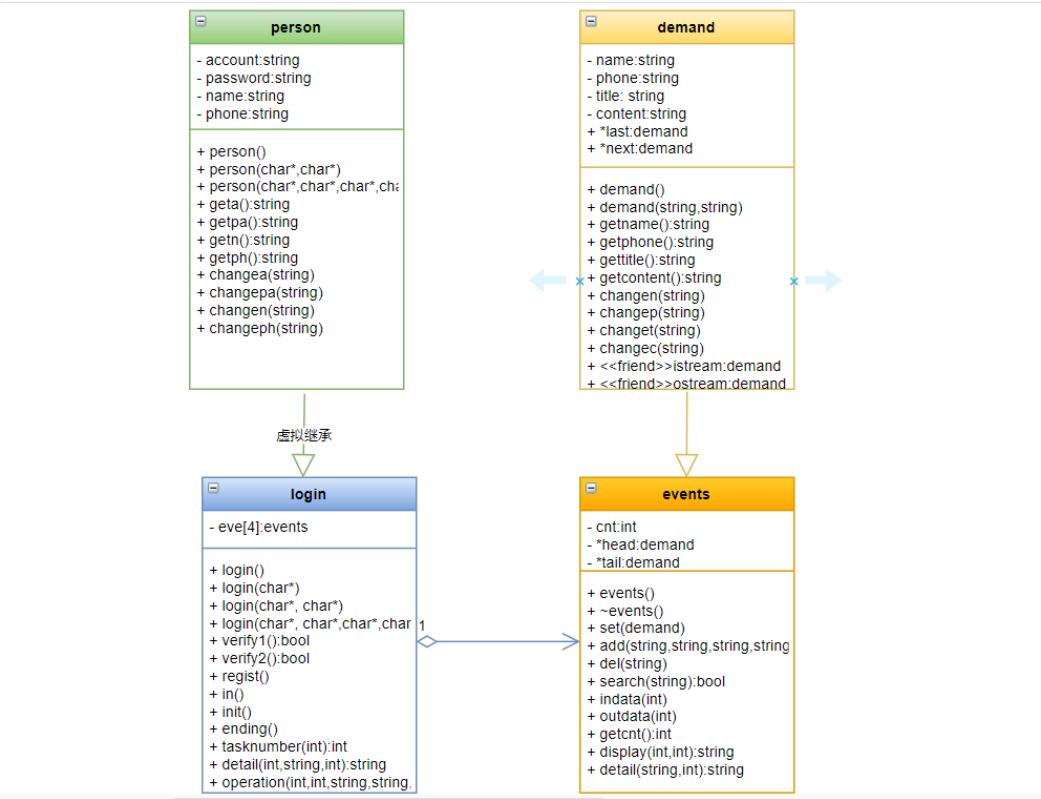 person
- account:string
- password:string
- name:string
- phone:string
+ person()
+ person(char*,char*)
+ person(char*,char*,char*,cha
+ geta():string
+ getpa():string
+ getn():string
+ getph():string
+ changea(string)
+ changepa(string)
+ changen(string)
+ changeph(string)
demand
- name:string
- phone:string
- title: string
- content:string
+ *last:demand
+ *next:demand
+ demand()
+ demand(string,string)
+ getname():string
+ getphone():string
+ gettitle():string
+ getcontent():string
+ changen(string)
+ changep(string)
+ changet(string)
+ changec(string)
+ <<friend>>istream:demand
+ <<friend>>ostream:demand
虚拟继承
login
- eve[4]:events
+ login()
+ login(char*)
+ login(char*, char*)
+ login(char*, char*,char*,char
+ verify1():bool
+ verify2():bool
+ regist()
+ in()
+ init()
+ ending()
+ tasknumber(int):int
+ detail(int,string,int):string
+ operation(int,int,string,string,
1
events
- cnt:int
- *head:demand
- *tail:demand
+ events()
+ ~events()
+ set(demand)
+ add(string,string,string,string
+ del(string)
+ search(string):bool
+ indata(int)
+ outdata(int)
+ getcnt():int
+ display(int,int):string
+ detail(string,int):string